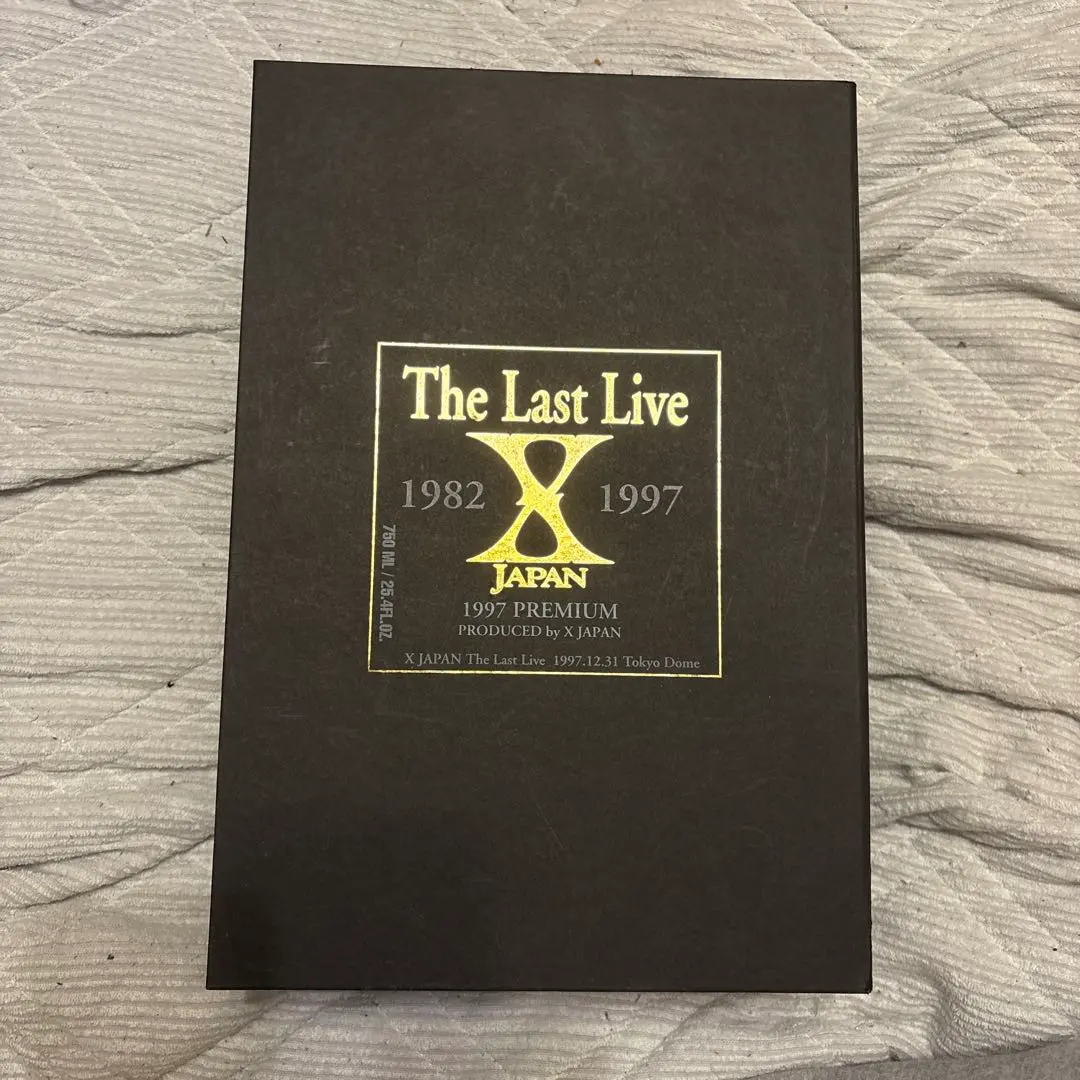 The Last Live
1982 X 1997
JAPAN
1997 PREMIUM
PRODUCED by X JAPAN
750 ML / 25.4FL.OZ.
X JAPAN The Last Live 1997.12.31 Tokyo Dome